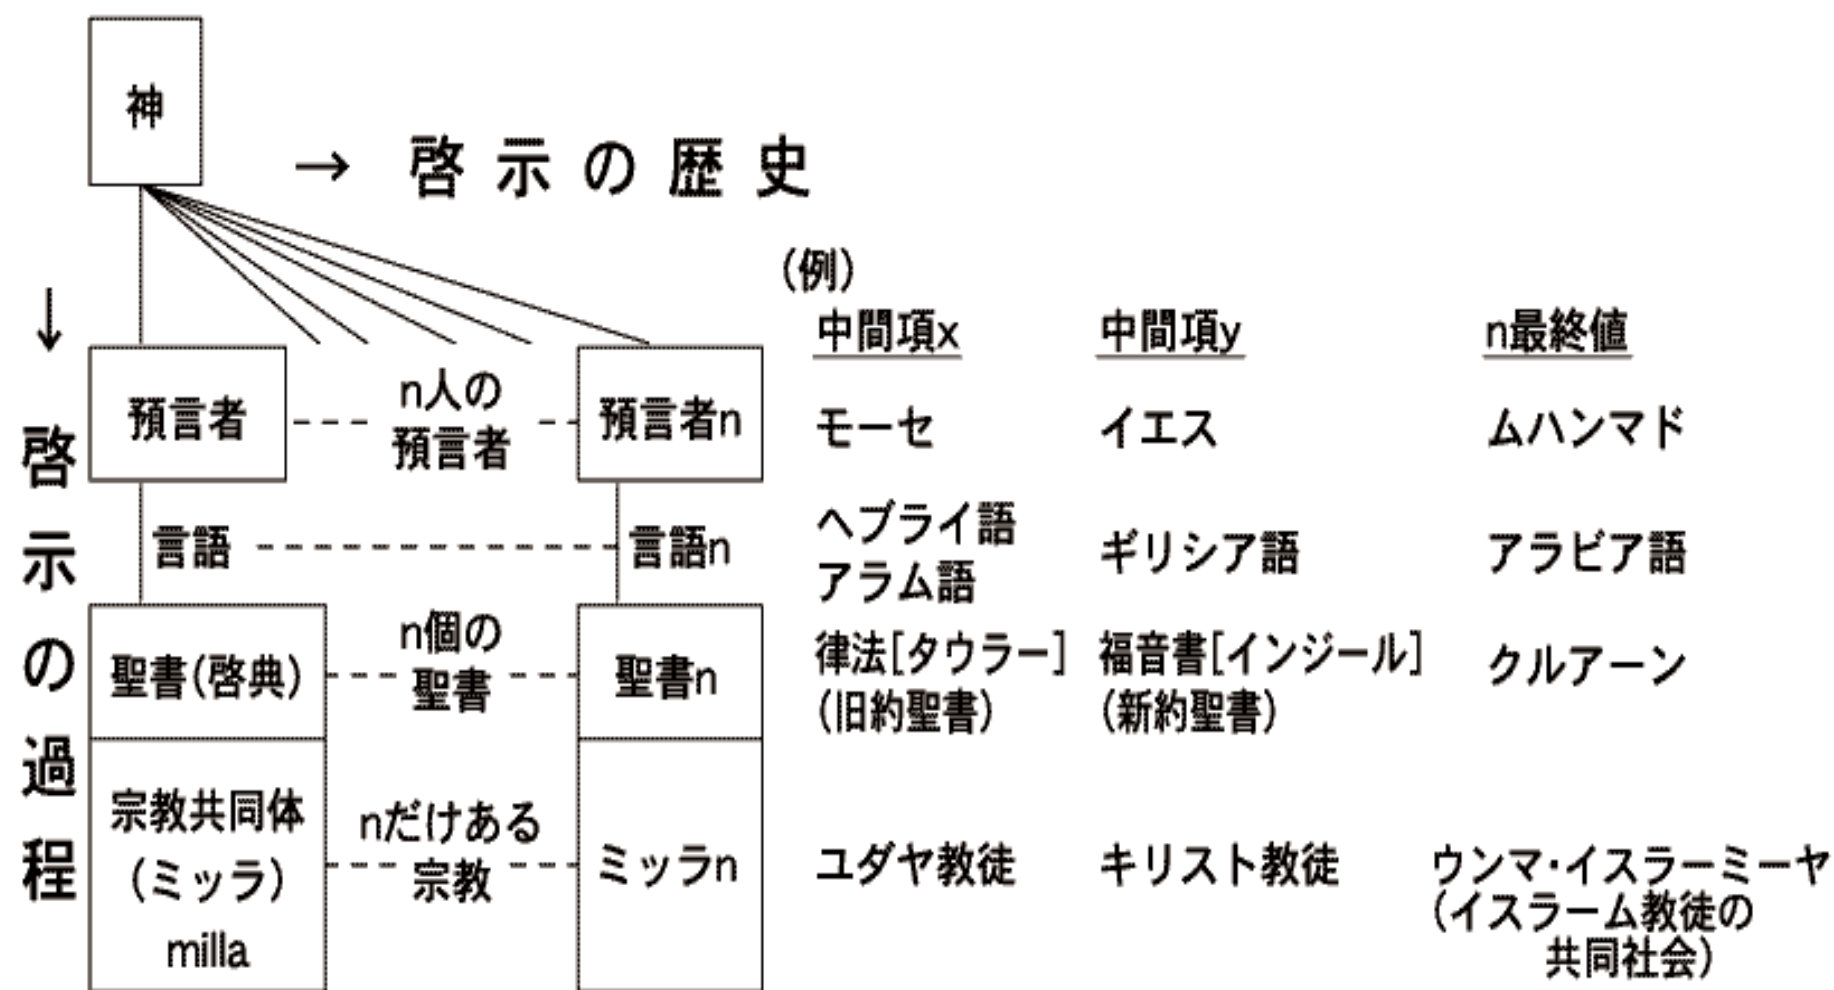 神
→ 啓示の歴史
↓
啓示の過程
預言者
n人の
預言者
預言者n
言語
言語n
聖書(啓典)
n個の
聖書
聖書n
宗教共同体
(ミッラ)
milla
nだけある
宗教
ミッラn
(例)
中間項x
中間項y
n最終値
モーセ
イエス
ムハンマド
ヘブライ語
アラム語
ギリシア語
アラビア語
律法[タウラー]
(旧約聖書)
福音書[インジール]
(新約聖書)
クルアーン
ユダヤ教徒
キリスト教徒
ウンマ・イスラーミーヤ
(イスラーム教徒の
共同社会)